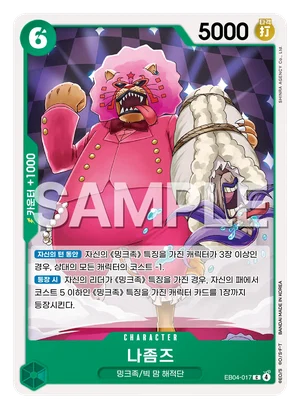 6
5000
타격
打
카운터 +1000
SAMPLE
자신의 턴 동안 자신의 《밍크족》 특징을 가진 캐릭터가 3장 이상인
경우, 상대의 모든 캐릭터의 코스트 -1.
등장 시 자신의 리더가 《밍크족》 특징을 가진 경우, 자신의 패에서
코스트 5 이하인 《밍크족》 특징을 가진 캐릭터 카드를 1장까지
등장시킨다.
CHARACTER
나좀즈
밍크족/빅 맘 해적단
EB04-017